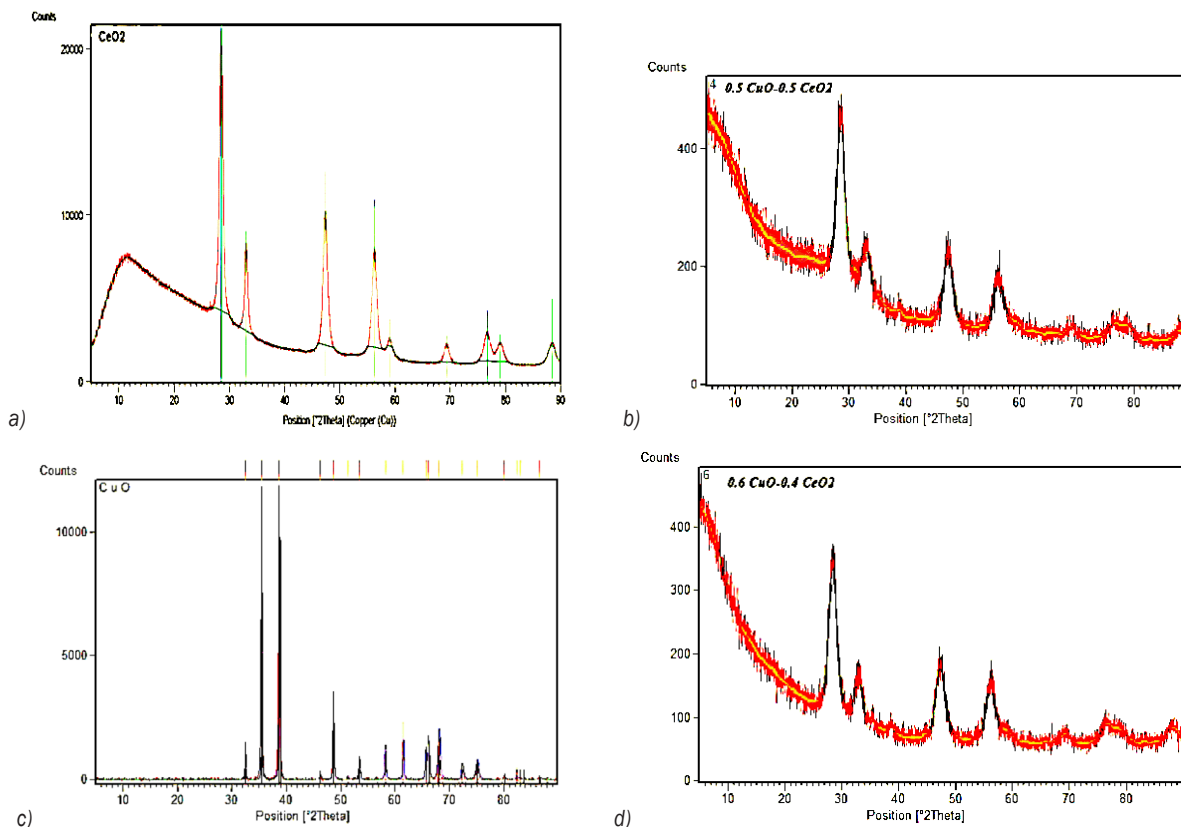 Counts
CeO2
20000
10000
0
10 20 30 40 50 60 70 80 90
Position [°2Theta] {Copper (Cu)}
a)
Counts
4 0.5 CuO-0.5 CeO2
400
200
0
10 20 30 40 50 60 70 80
Position [°2Theta]
b)
Counts
CuO
10000
5000
0
10 20 30 40 50 60 70 80
Position [°2Theta]
c)
Counts
6 0.6 CuO-0.4 CeO2
400
300
200
100
0
10 20 30 40 50 60 70 80
Position [°2Theta]
d)